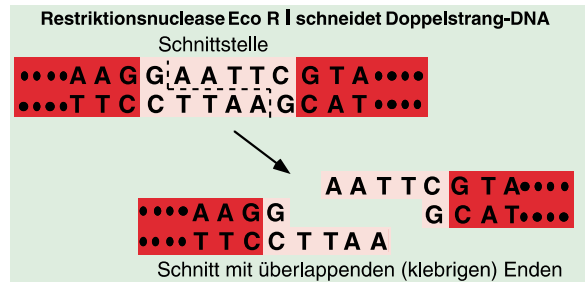 Restriktionsnuclease Eco R I schneidet Doppelstrang-DNA
Schnittstelle
••••AAGGAATTCGTA••••
••••TTCCTTAAGCAT••••
AATTCGTA••••
GCAT••••
••••AAGG
••••TTCCTTAA
Schnitt mit überlappenden (klebrigen) Enden